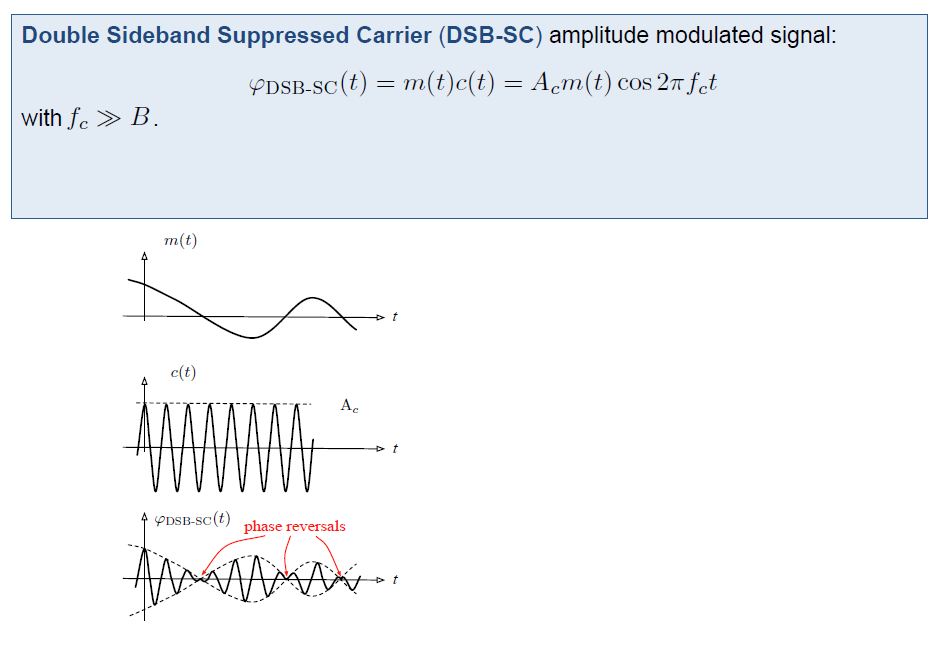 Double Sideband Suppressed Carrier (DSB-SC) amplitude modulated signal:
φDSB-SC(t) = m(t)c(t) = Acm(t) cos 2πfct
with fc ≫ B.
m(t)
t
c(t)
Ac
t
φDSB-SC(t)
phase reversals
t